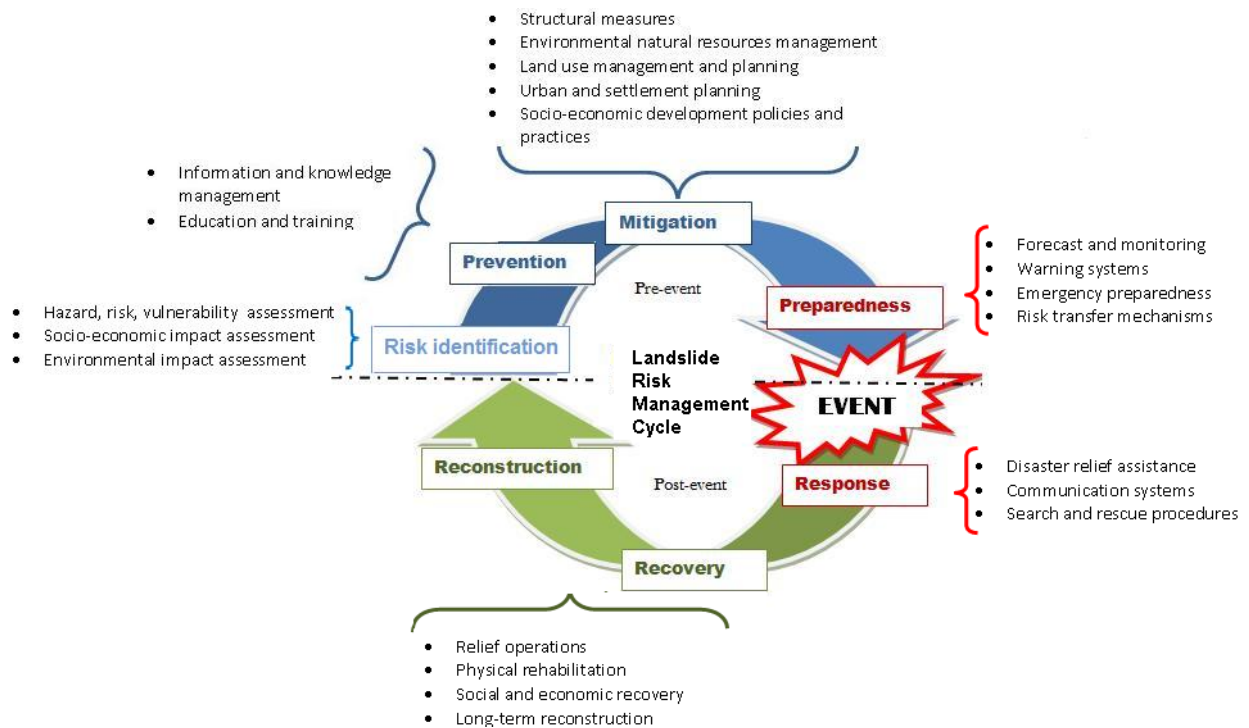 • Structural measures
• Environmental natural resources management
• Land use management and planning
• Urban and settlement planning
• Socio-economic development policies and
practices
• Information and knowledge
management
• Education and training
Mitigation
Prevention
Pre-event
Preparedness
• Forecast and monitoring
• Warning systems
• Emergency preparedness
• Risk transfer mechanisms
• Hazard, risk, vulnerability assessment
• Socio-economic impact assessment
• Environmental impact assessment
Risk identification
Landslide
Risk
Management
Cycle
EVENT
Reconstruction
Post-event
Response
• Disaster relief assistance
• Communication systems
• Search and rescue procedures
Recovery
• Relief operations
• Physical rehabilitation
• Social and economic recovery
• Long-term reconstruction